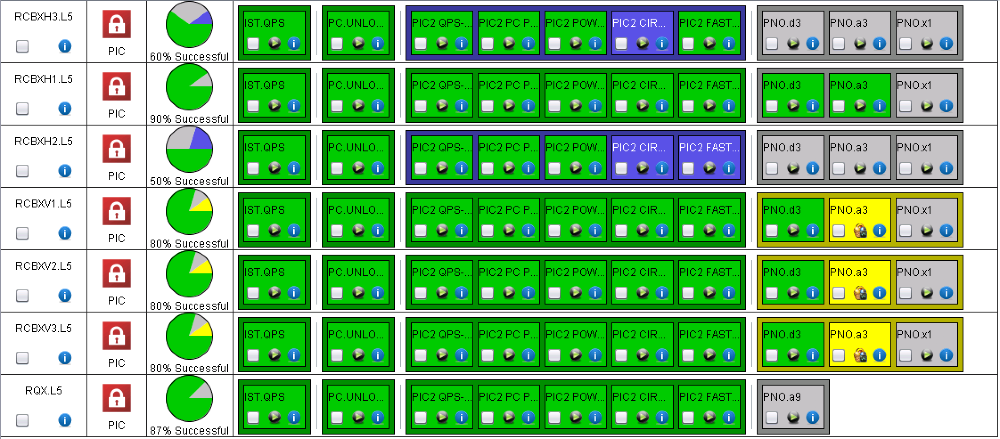 RCBXH3.L5
PIC
60% Successful
IST.QPS
PC.UNLO...
PIC2 QPS-...
PIC2 PC P...
PIC2 POW...
PIC2 CIR...
PIC2 FAST...
PNO.d3
PNO.a3
PNO.x1
RCBXH1.L5
PIC
90% Successful
IST.QPS
PC.UNLO...
PIC2 QPS-...
PIC2 PC P...
PIC2 POW...
PIC2 CIR...
PIC2 FAST...
PNO.d3
PNO.a3
PNO.x1
RCBXH2.L5
PIC
50% Successful
IST.QPS
PC.UNLO...
PIC2 QPS-...
PIC2 PC P...
PIC2 POW...
PIC2 CIR...
PIC2 FAST...
PNO.d3
PNO.a3
PNO.x1
RCBXV1.L5
PIC
80% Successful
IST.QPS
PC.UNLO...
PIC2 QPS-...
PIC2 PC P...
PIC2 POW...
PIC2 CIR...
PIC2 FAST...
PNO.d3
PNO.a3
PNO.x1
RCBXV2.L5
PIC
80% Successful
IST.QPS
PC.UNLO...
PIC2 QPS-...
PIC2 PC P...
PIC2 POW...
PIC2 CIR...
PIC2 FAST...
PNO.d3
PNO.a3
PNO.x1
RCBXV3.L5
PIC
80% Successful
IST.QPS
PC.UNLO...
PIC2 QPS-...
PIC2 PC P...
PIC2 POW...
PIC2 CIR...
PIC2 FAST...
PNO.d3
PNO.a3
PNO.x1
RQX.L5
PIC
87% Successful
IST.QPS
PC.UNLO...
PIC2 QPS-...
PIC2 PC P...
PIC2 POW...
PIC2 CIR...
PIC2 FAST...
PNO.a9